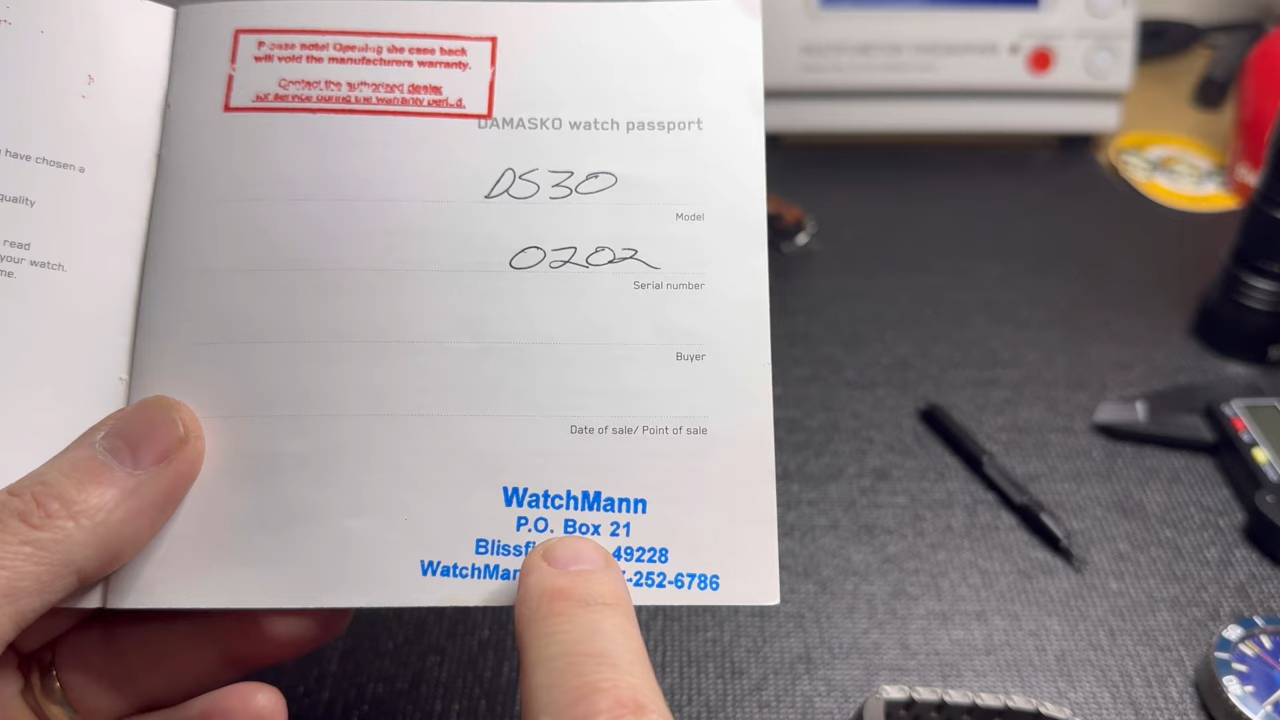 have chosen a
quality
read
your watch.
me.
Please note! Opening the case back
will void the manufacturers warranty.
Contact the authorized dealer
for service during the warranty period.
DAMASKO watch passport
DS30
Model
0202
Serial number
Buyer
Date of sale/ Point of sale
WatchMann
P.O. Box 21
49228
-252-6786